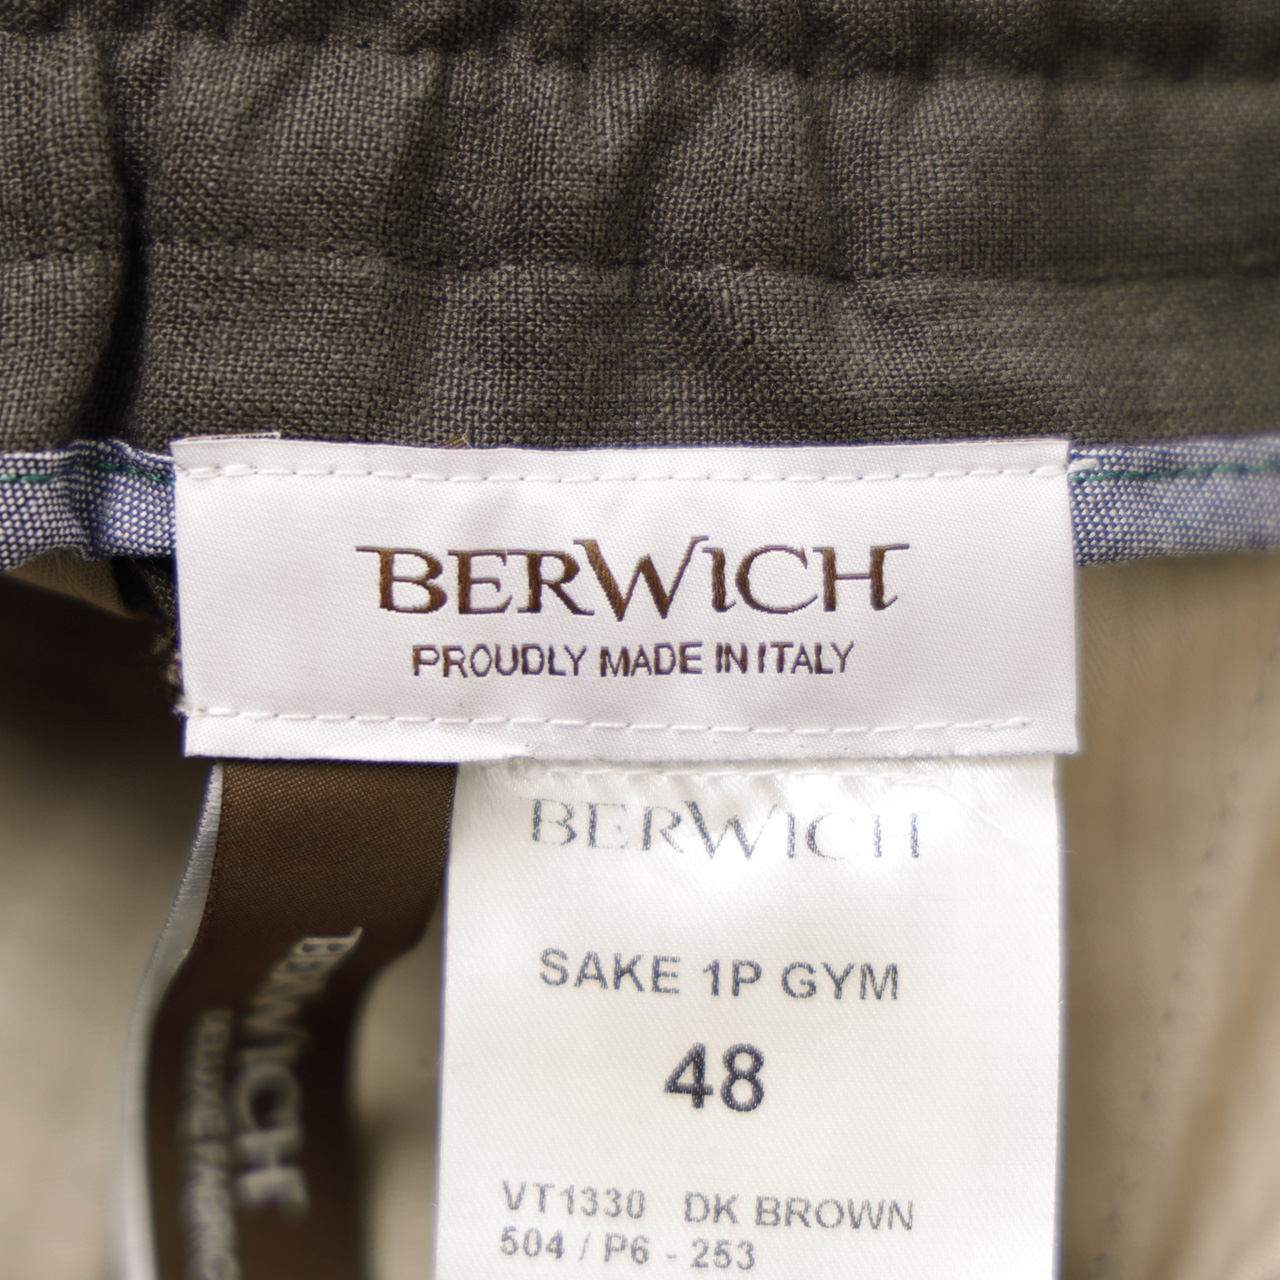 BERWICH
PROUDLY MADE IN ITALY
BERWICH
SAKE 1P GYM
48
VT1330 DK BROWN
504 / P6 - 253
BERWICH